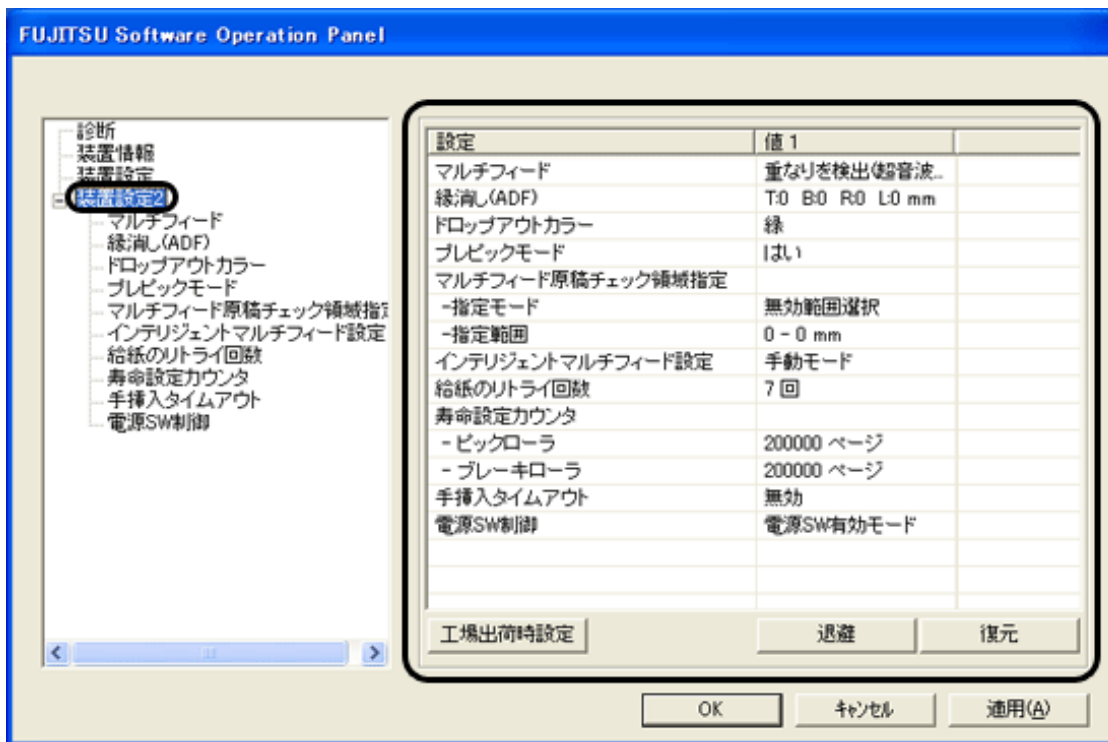 FUJITSU Software Operation Panel
診断
装置情報
装置設定
装置設定2
マルチフィード
縁消し(ADF)
ドロップアウトカラー
プレピックモード
マルチフィード原稿チェック領域指定
インテリジェントマルチフィード設定
給紙のリトライ回数
寿命設定カウンタ
手挿入タイムアウト
電源SW制御
設定 値 1
マルチフィード 重なりを検出(超音波...
縁消し(ADF) T:0 B:0 R:0 L:0 mm
ドロップアウトカラー 緑
プレピックモード はい
マルチフィード原稿チェック領域指定
-指定モード 無効範囲選択
-指定範囲 0 - 0 mm
インテリジェントマルチフィード設定 手動モード
給紙のリトライ回数 7 回
寿命設定カウンタ
- ピックローラ 200000 ページ
- ブレーキローラ 200000 ページ
手挿入タイムアウト 無効
電源SW制御 電源SW有効モード
工場出荷時設定 退避 復元
OK キャンセル 適用(A)